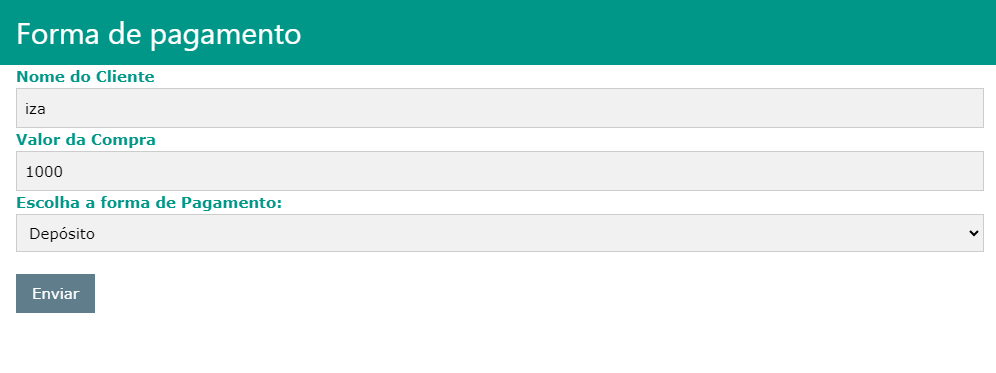 Forma de pagamento
Nome do Cliente
iza
Valor da Compra
1000
Escolha a forma de Pagamento:
Depósito
Enviar